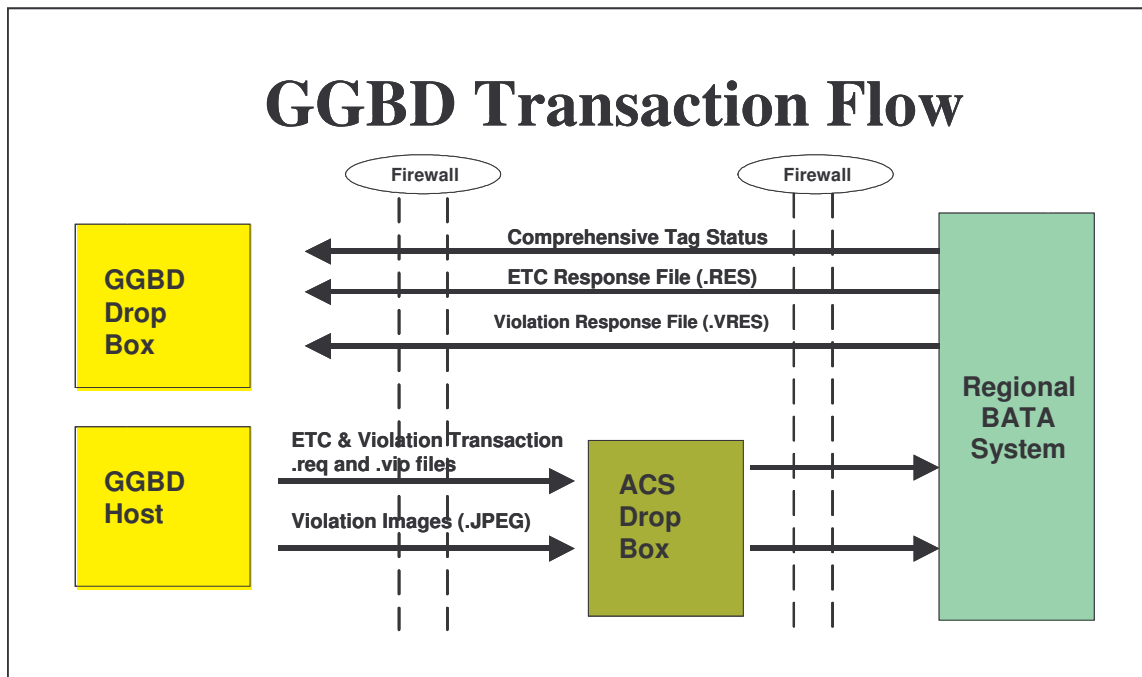 GGBD Transaction Flow
Firewall
Firewall
Comprehensive Tag Status
ETC Response File (.RES)
Violation Response File (.VRES)
GGBD
Drop
Box
Regional
BATA
System
ETC & Violation Transaction
.req and .vio files
GGBD
Host
Violation Images (.JPEG)
ACS
Drop
Box